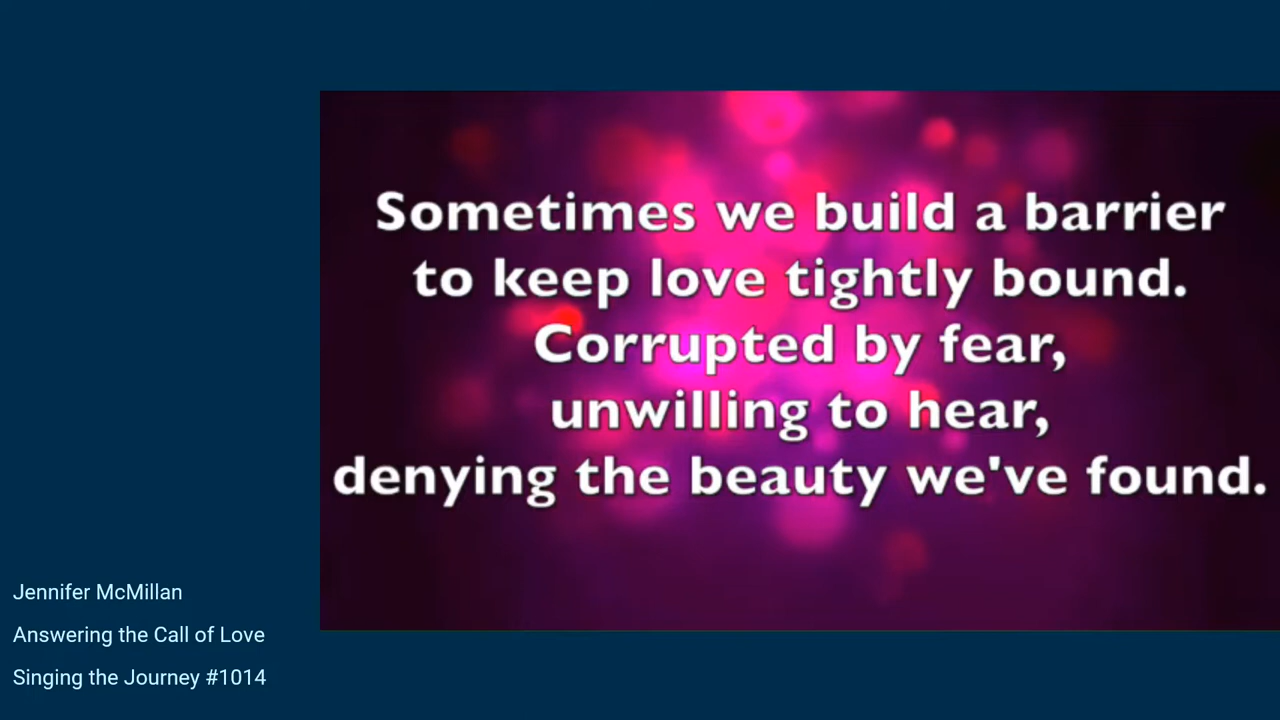 Sometimes we build a barrier
to keep love tightly bound.
Corrupted by fear,
unwilling to hear,
denying the beauty we've found.
Jennifer McMillan
Answering the Call of Love
Singing the Journey #1014